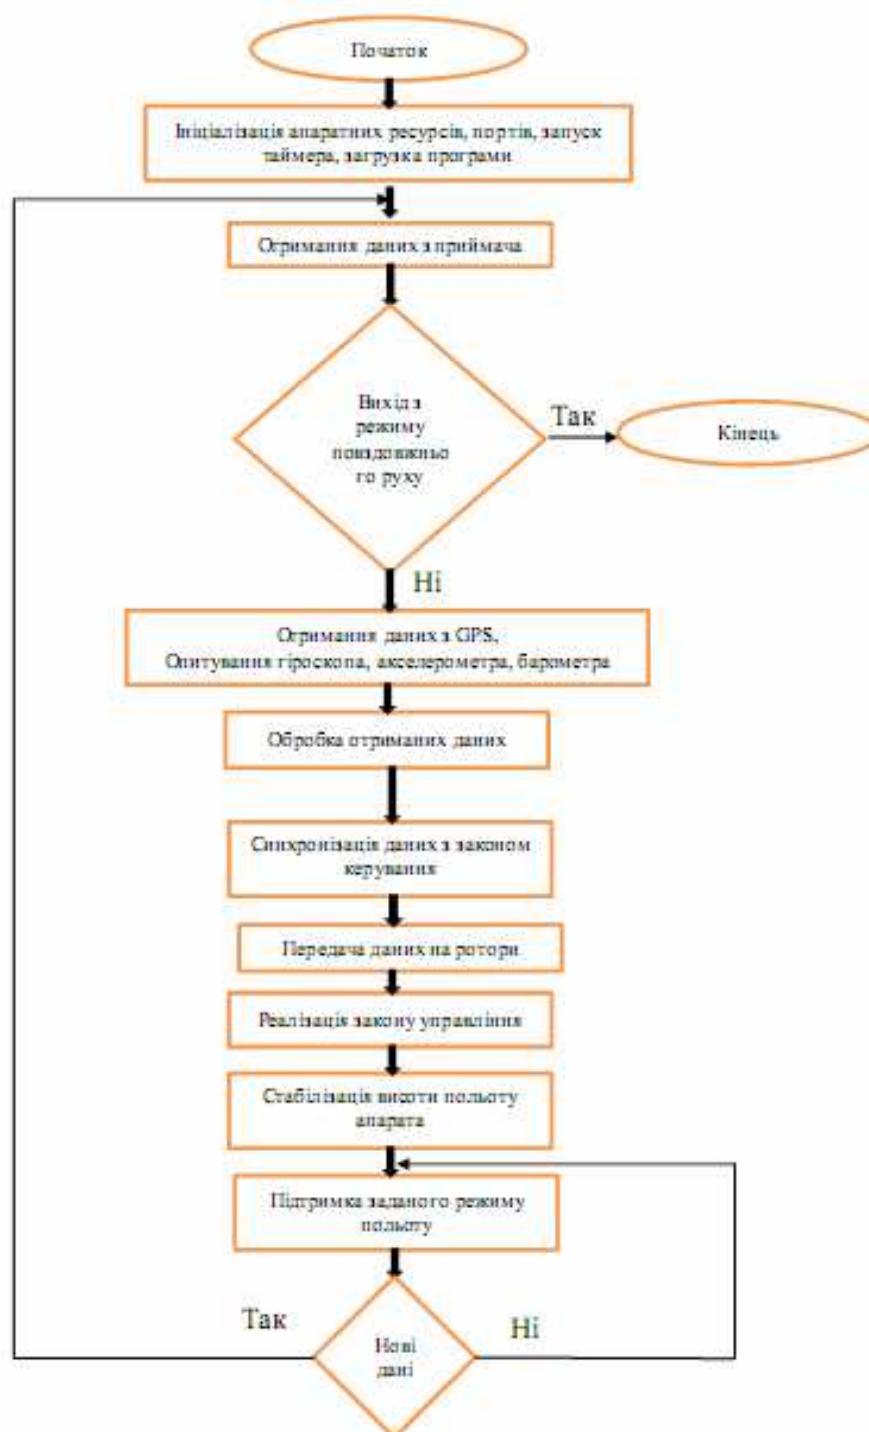 Початок
Ініціалізація апаратних ресурсів, портів, запуск
таймера, загрузка програми
Отримання даних з приймача
Вихід з
режиму
повздовжньо
го руху
Так
Кінець
Ні
Отримання даних з GPS,
Опитування гіроскопа, акселерометра, барометра
Обробка отриманих даних
Синхронізація даних з законом
керування
Передача даних на ротори
Реалізація закону управління
Стабілізація висоти польоту
апарата
Підтримка заданого режиму
польоту
Так
Ні
Нові
дані